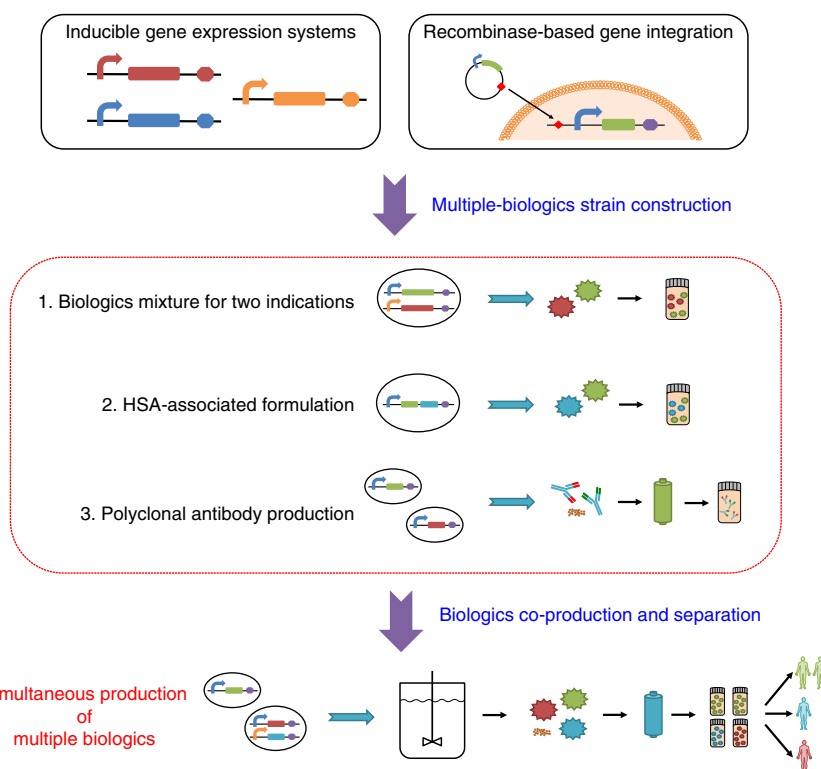 Inducible gene expression systems
Recombinase-based gene integration
Multiple-biologics strain construction
1. Biologics mixture for two indications
2. HSA-associated formulation
3. Polyclonal antibody production
Biologics co-production and separation
multaneous production
of
multiple biologics